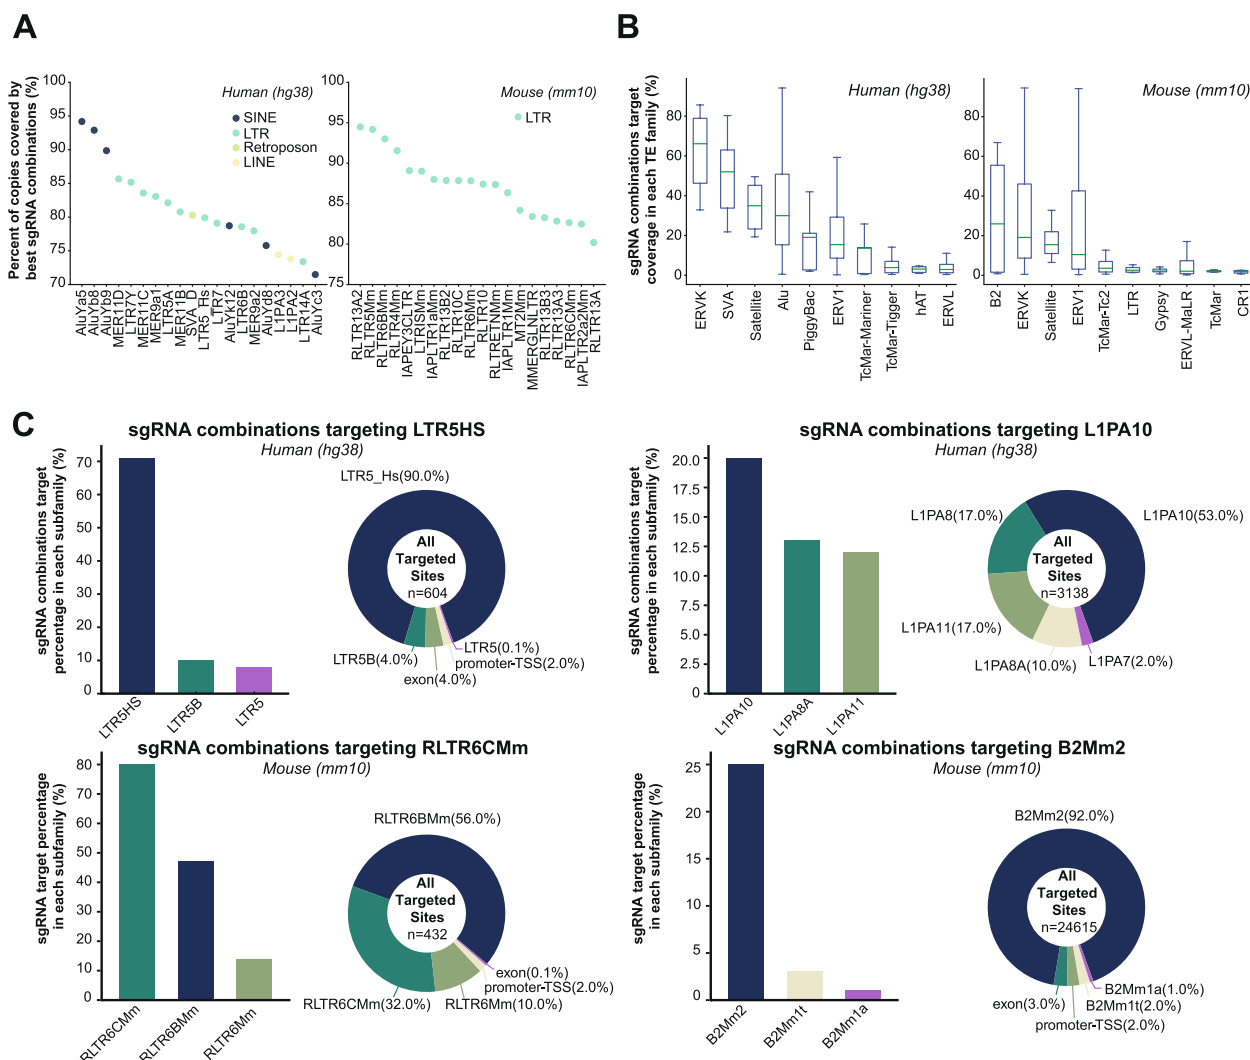 A
Percent of copies covered by
best sgRNA combinations (%)
100
95
90
85
80
75
70
Human (hg38)
SINE
LTR
Retroposon
LINE
AluYa5
AluYb8
AluYb9
MER11D
LTR7Y
MER11C
MER9a1
LTR5A
MER11B
SVA_D
LTR5_Hs
LTR7
AluYk12
LTR6B
MER9a2
AluYd8
L1PA3
L1PA2
LTR14A
AluYc3
100
95
90
85
80
75
Mouse (mm10)
LTR
RLTR13A2
RLTR5Mm
RLTR6BMm
RLTR4Mm
IAPEY3CLTR
LTRISMm
IAPLTR1aMm
RLTR13B2
RLTR10C
RLTR6Mm
RLTR10
RLTRETNMm
IAPLTR1Mm
MT2Mm
MMERGLNLTR
RLTR13B3
RLTR13A3
RLTR6CMm
IAPLTR2a2Mm
RLTR13A
B
sgRNA combinations target
coverage in each TE family (%)
80
60
40
20
0
Human (hg38)
ERVK
SVA
Satellite
Alu
PiggyBac
ERV1
TcMar-Mariner
TcMar-Tigger
hAT
ERVL
80
60
40
20
0
Mouse (mm10)
B2
ERVK
Satellite
ERV1
TcMar-Tc2
LTR
Gypsy
ERVL-MaLR
TcMar
CR11
C
sgRNA combinations targeting LTR5HS
Human (hg38)
sgRNA combinations target
percentage in each subfamily (%)
70
60
50
40
30
20
10
0
LTR5HS
LTR5B
LTR5
LTR5_Hs(90.0%)
All
Targeted
Sites
n=604
LTR5(0.1%)
LTR5B(4.0%)
promoter-TSS(2.0%)
exon(4.0%)
sgRNA combinations targeting L1PA10
Human (hg38)
sgRNA combinations target
percentage in each subfamily (%)
20.0
17.5
15.0
12.5
10.0
7.5
5.0
2.5
0
L1PA10
L1PA8A
L1PA11
L1PA8(17.0%)
L1PA10(53.0%)
All
Targeted
Sites
n=3138
L1PA11(17.0%)
L1PA8A(10.0%)
L1PA7(2.0%)
sgRNA combinations targeting RLTR6CMm
Mouse (mm10)
sgRNA target percentage
in each subfamily (%)
80
70
60
50
40
30
20
10
0
RLTR6CMm
RLTR6BMm
RLTR6Mm
RLTR6BMm(56.0%)
All
Targeted
Sites
n=432
exon(0.1%)
promoter-TSS(2.0%)
RLTR6CMm(32.0%)
RLTR6Mm(10.0%)
sgRNA combinations targeting B2Mm2
Mouse (mm10)
sgRNA combinations target
percentage in each subfamily (%)
25
20
15
10
5
0
B2Mm2
B2Mm1t
B2Mm1a
B2Mm2(92.0%)
All
Targeted
Sites
n=24615
B2Mm1a(1.0%)
exon(3.0%)
B2Mm1t(2.0%)
promoter-TSS(2.0%)